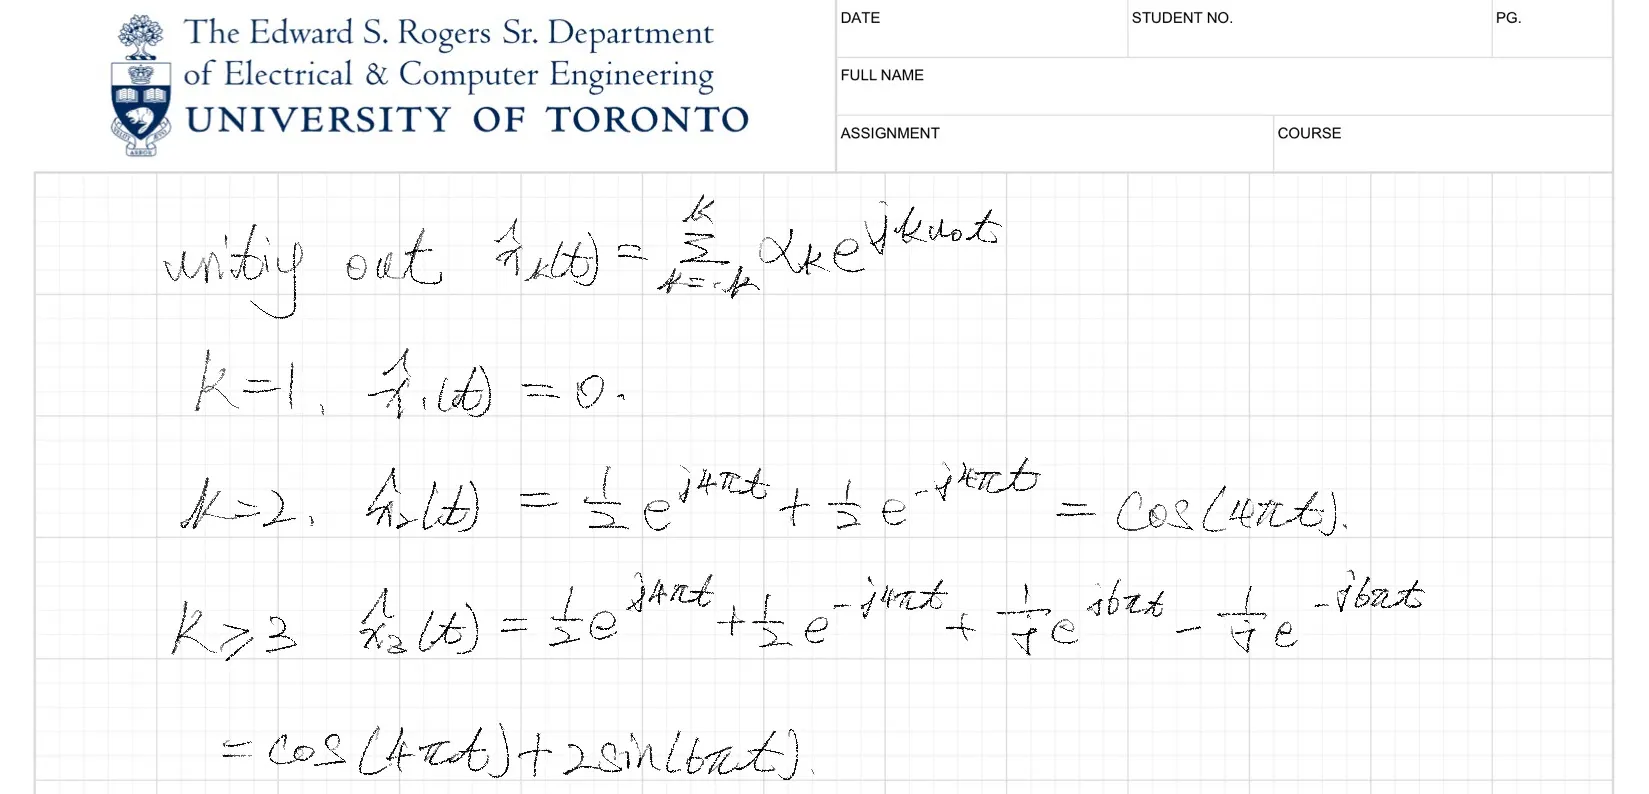 The Edward S. Rogers Sr. Department
of Electrical & Computer Engineering
UNIVERSITY OF TORONTO
DATE
STUDENT NO.
PG.
FULL NAME
ASSIGNMENT
COURSE
writing out x̂_K(t) = Σ_{k=-K}^{K} α_k e^{jkω₀t}
K=1, x̂₁(t) = 0.
K=2, x̂₂(t) = 1/2 e^{j4πt} + 1/2 e^{-j4πt} = cos(4πt).
K⩾3 x̂₃(t) = 1/2 e^{j4πt} + 1/2 e^{-j4πt} + 1/j e^{j6πt} - 1/j e^{-j6πt}
= cos(4πt) + 2sin(6πt).